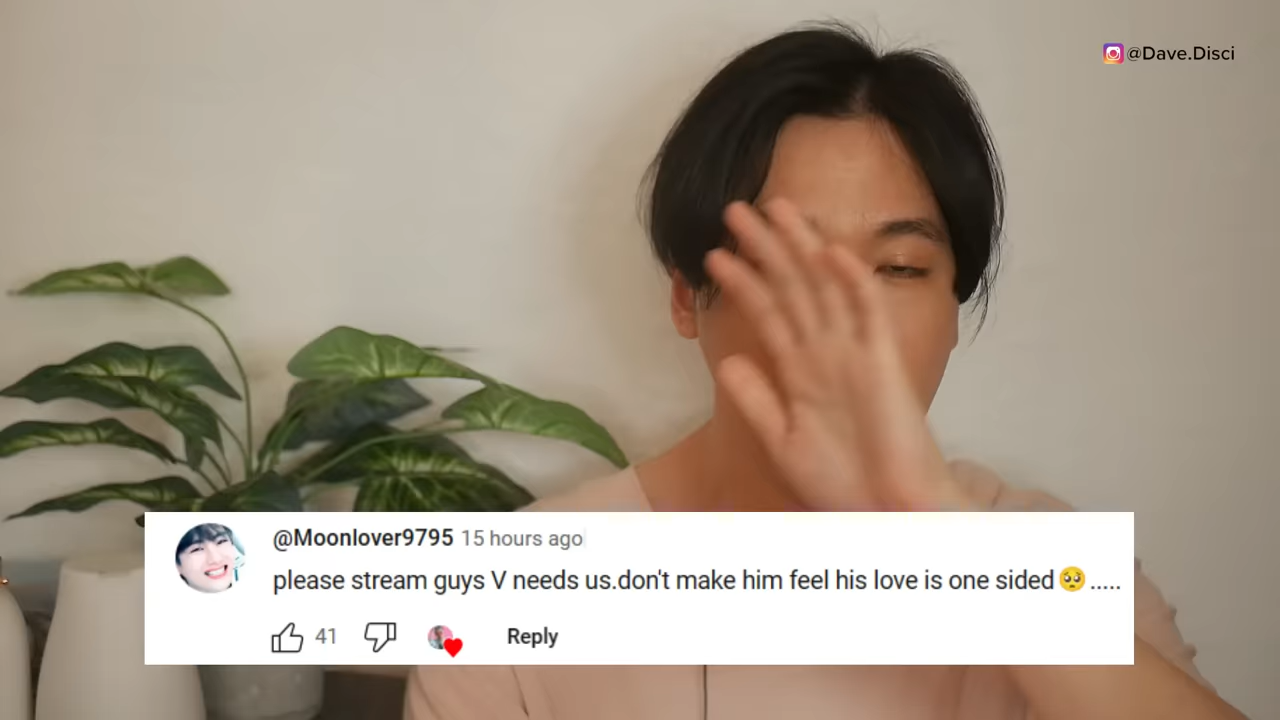 @Dave.Disci
@Moonlover9795 15 hours ago
please stream guys V needs us.don't make him feel his love is one sided🥺.....
41
Reply